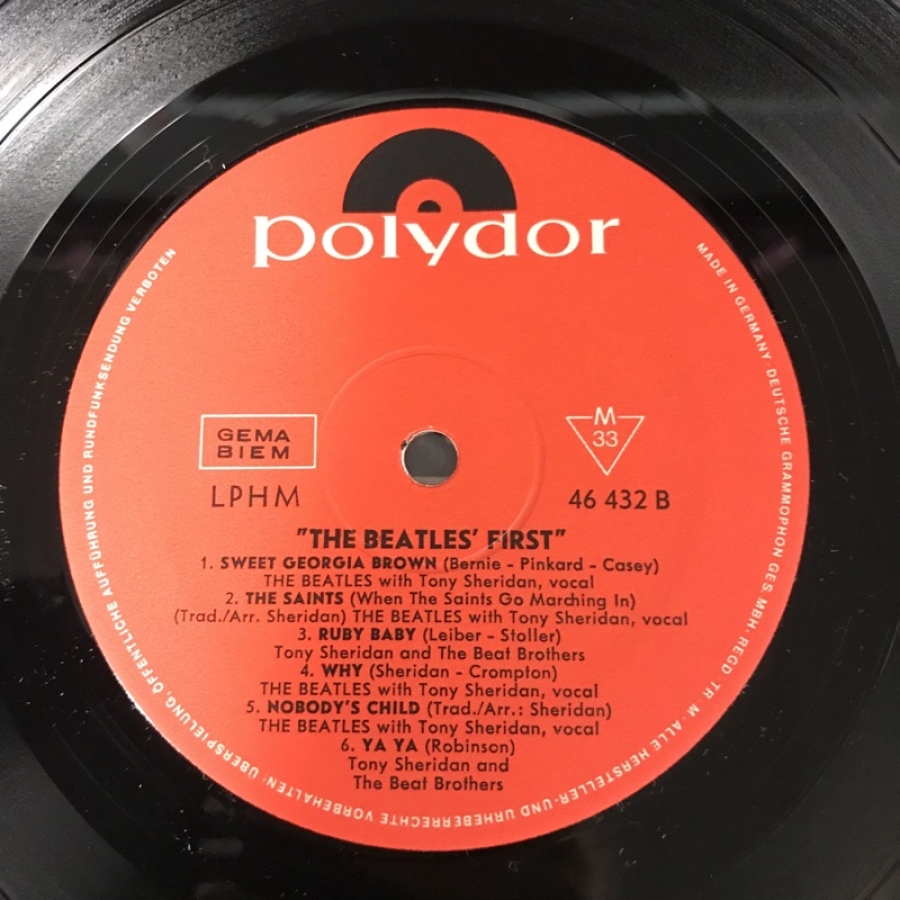 polydor
GEMA
BIEM
LPHM
M
33
46 432 B
"THE BEATLES' FIRST"
1. SWEET GEORGIA BROWN (Bernie - Pinkard - Casey)
THE BEATLES with Tony Sheridan, vocal
2. THE SAINTS (When The Saints Go Marching In)
(Trad./Arr. Sheridan) THE BEATLES with Tony Sheridan, vocal
3. RUBY BABY (Leiber - Stoller)
Tony Sheridan and The Beat Brothers
4. WHY (Sheridan - Crompton)
THE BEATLES with Tony Sheridan, vocal
5. NOBODY'S CHILD (Trad./Arr.: Sheridan)
THE BEATLES with Tony Sheridan, vocal
6. YA YA (Robinson)
Tony Sheridan and
The Beat Brothers
MADE IN GERMANY · DEUTSCHE GRAMMOPHON GES. MBH · REGD. TR. M · ALLE HERSTELLER- UND URHEBERRECHTE VORBEHALTEN · ÜBERSPIELUNG, ÖFFENTLICHE AUFFÜHRUNG UND RUNDFUNKSENDUNG VERBOTEN